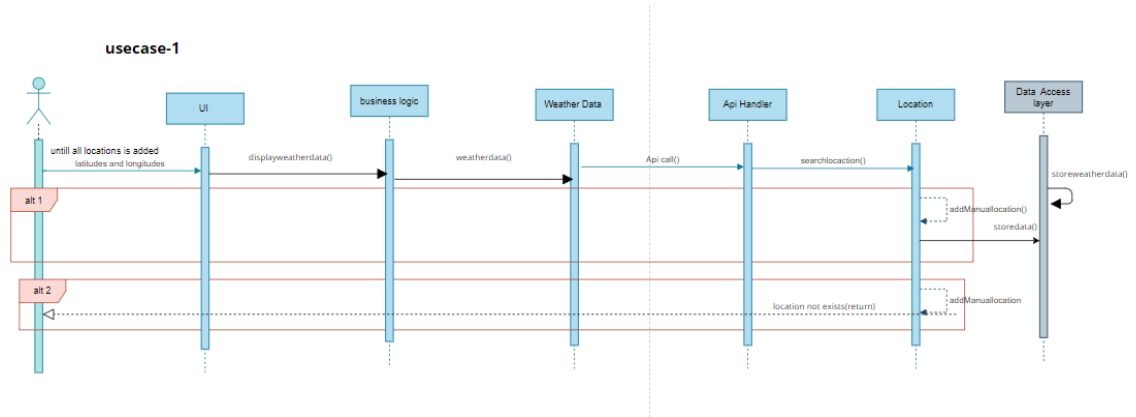 usecase-1
UI
business logic
Weather Data
Api Handler
Location
Data Access
layer
untill all locations is added
latitudes and longitudes
displayweatherdata()
weatherdata()
Api call()
searchlocaction()
storeweatherdata()
alt 1
addManuallocation()
storedata()
alt 2
addManuallocation
location not exists(return)